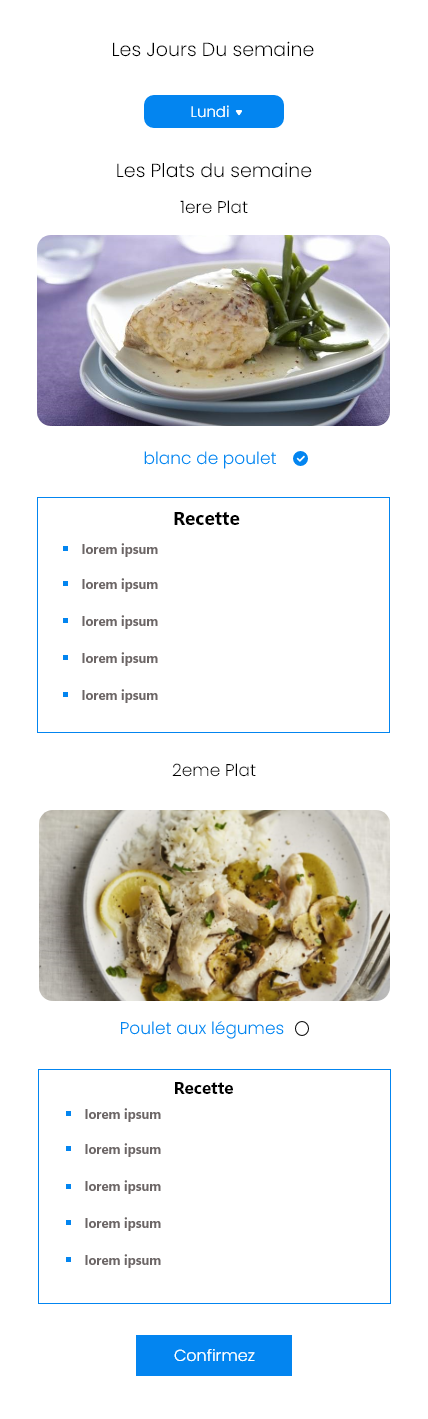 Les Jours Du semaine
Lundi ▾
Les Plats du semaine
1ere Plat
blanc de poulet
Recette
lorem ipsum
lorem ipsum
lorem ipsum
lorem ipsum
lorem ipsum
2eme Plat
Poulet aux légumes
Recette
lorem ipsum
lorem ipsum
lorem ipsum
lorem ipsum
lorem ipsum
Confirmez